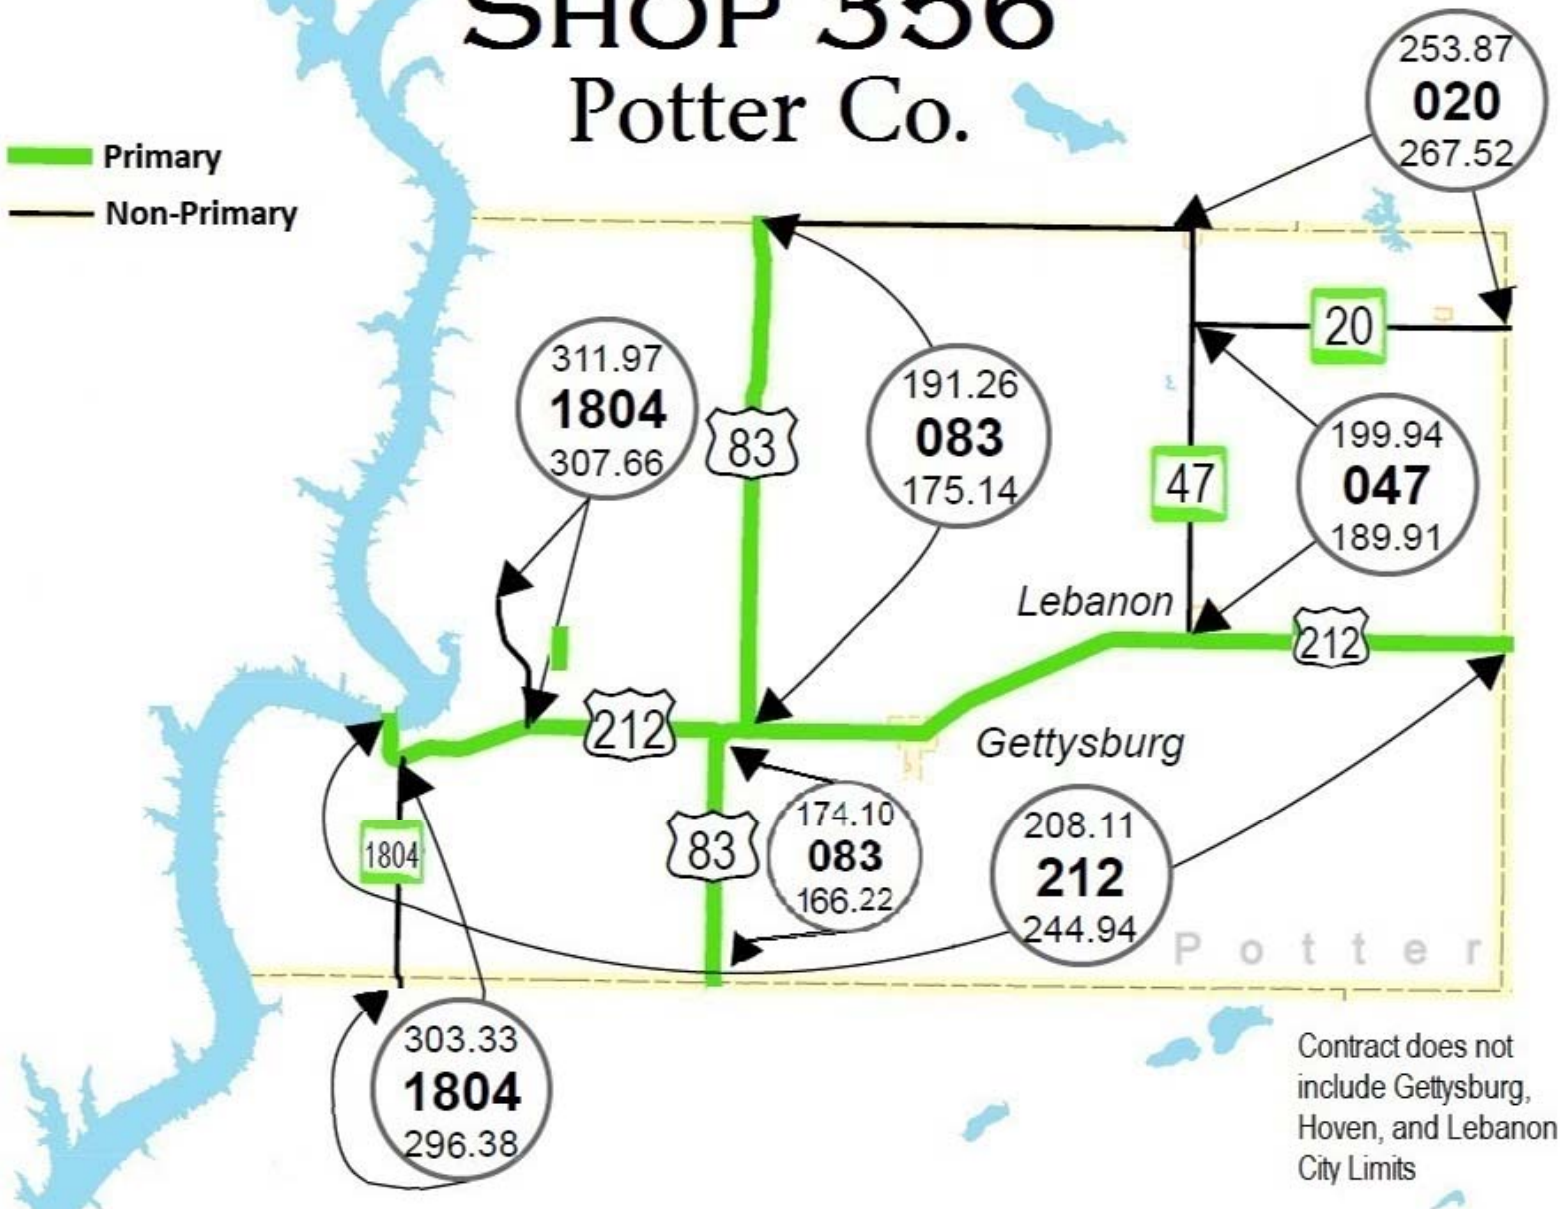 SHOP 356
Potter Co.
Primary
Non-Primary
253.87
020
267.52
20
311.97
1804
307.66
83
191.26
083
175.14
47
199.94
047
189.91
Lebanon
212
212
Gettysburg
83
174.10
083
166.22
208.11
212
244.94
1804
Potter
303.33
1804
296.38
Contract does not
include Gettysburg,
Hoven, and Lebanon
City Limits